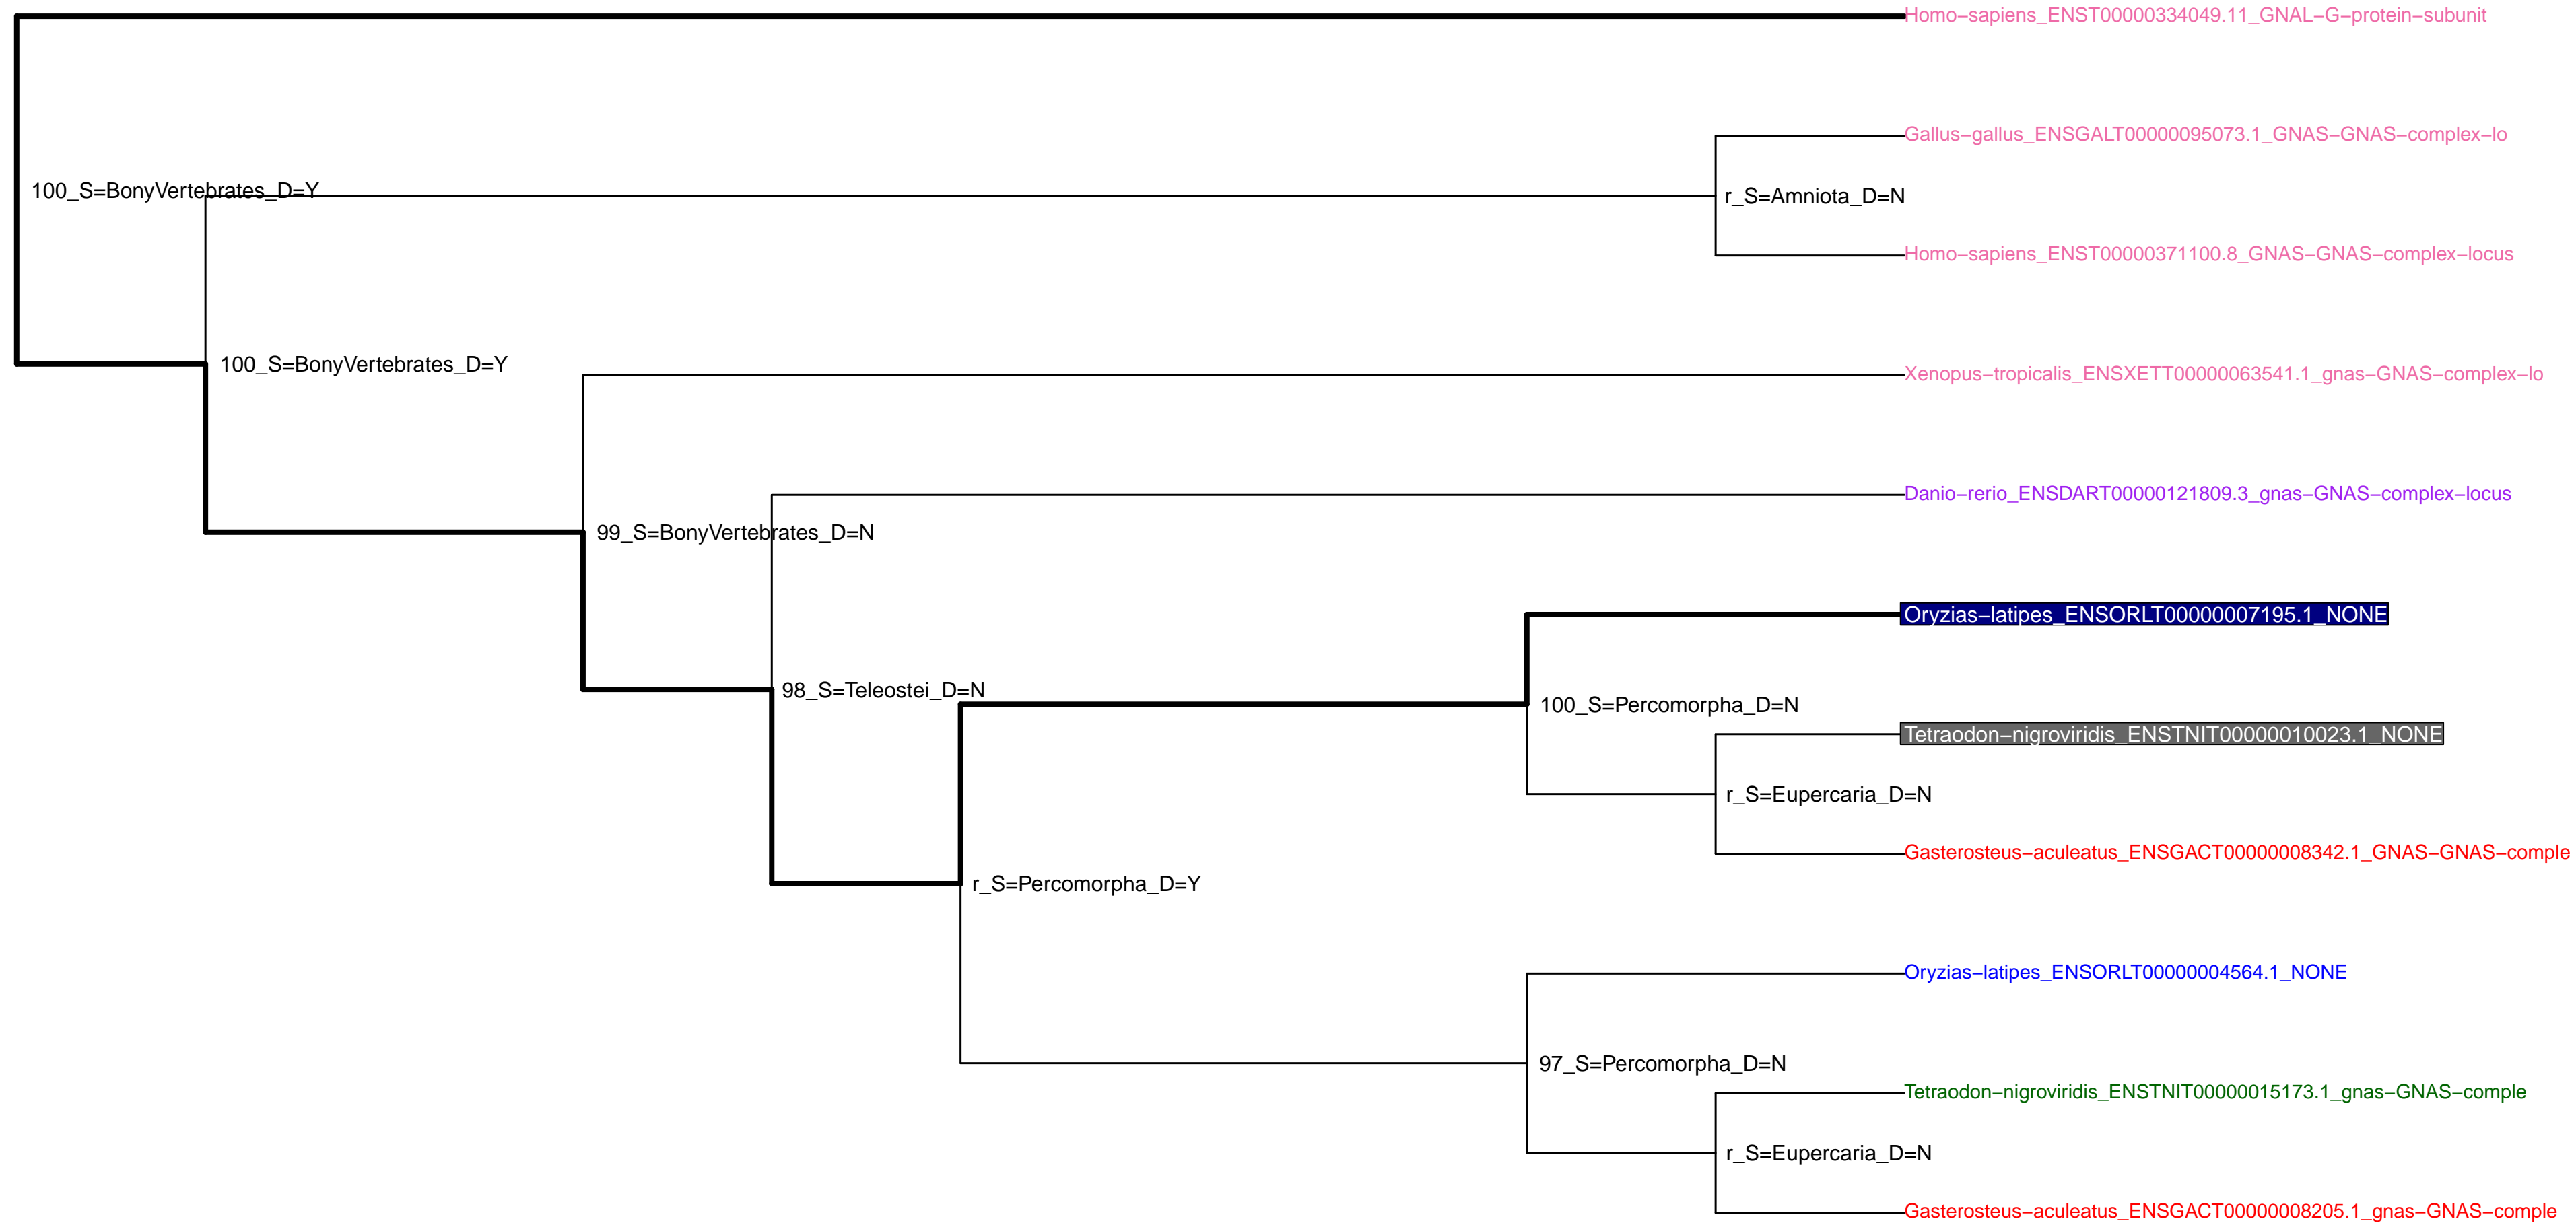 Homo−sapiens_ENST00000334049.11_GNAL−G−protein−subunit
Gallus−gallus_ENSGALT00000095073.1_GNAS−GNAS−complex−lo
100_S=BonyVertebrates_D=Y
r_S=Amniota_D=N
Homo−sapiens_ENST00000371100.8_GNAS−GNAS−complex−locus
100_S=BonyVertebrates_D=Y
Xenopus−tropicalis_ENSXETT00000063541.1_gnas−GNAS−complex−lo
Danio−rerio_ENSDART00000121809.3_gnas−GNAS−complex−locus
99_S=BonyVertebrates_D=N
Oryzias−latipes_ENSORLT00000007195.1_NONE
98_S=Teleostei_D=N
100_S=Percomorpha_D=N
Tetraodon−nigroviridis_ENSTNIT00000010023.1_NONE
r_S=Eupercaria_D=N
Gasterosteus−aculeatus_ENSGACT00000008342.1_GNAS−GNAS−comple
r_S=Percomorpha_D=Y
Oryzias−latipes_ENSORLT00000004564.1_NONE
97_S=Percomorpha_D=N
Tetraodon−nigroviridis_ENSTNIT00000015173.1_gnas−GNAS−comple
r_S=Eupercaria_D=N
Gasterosteus−aculeatus_ENSGACT00000008205.1_gnas−GNAS−comple